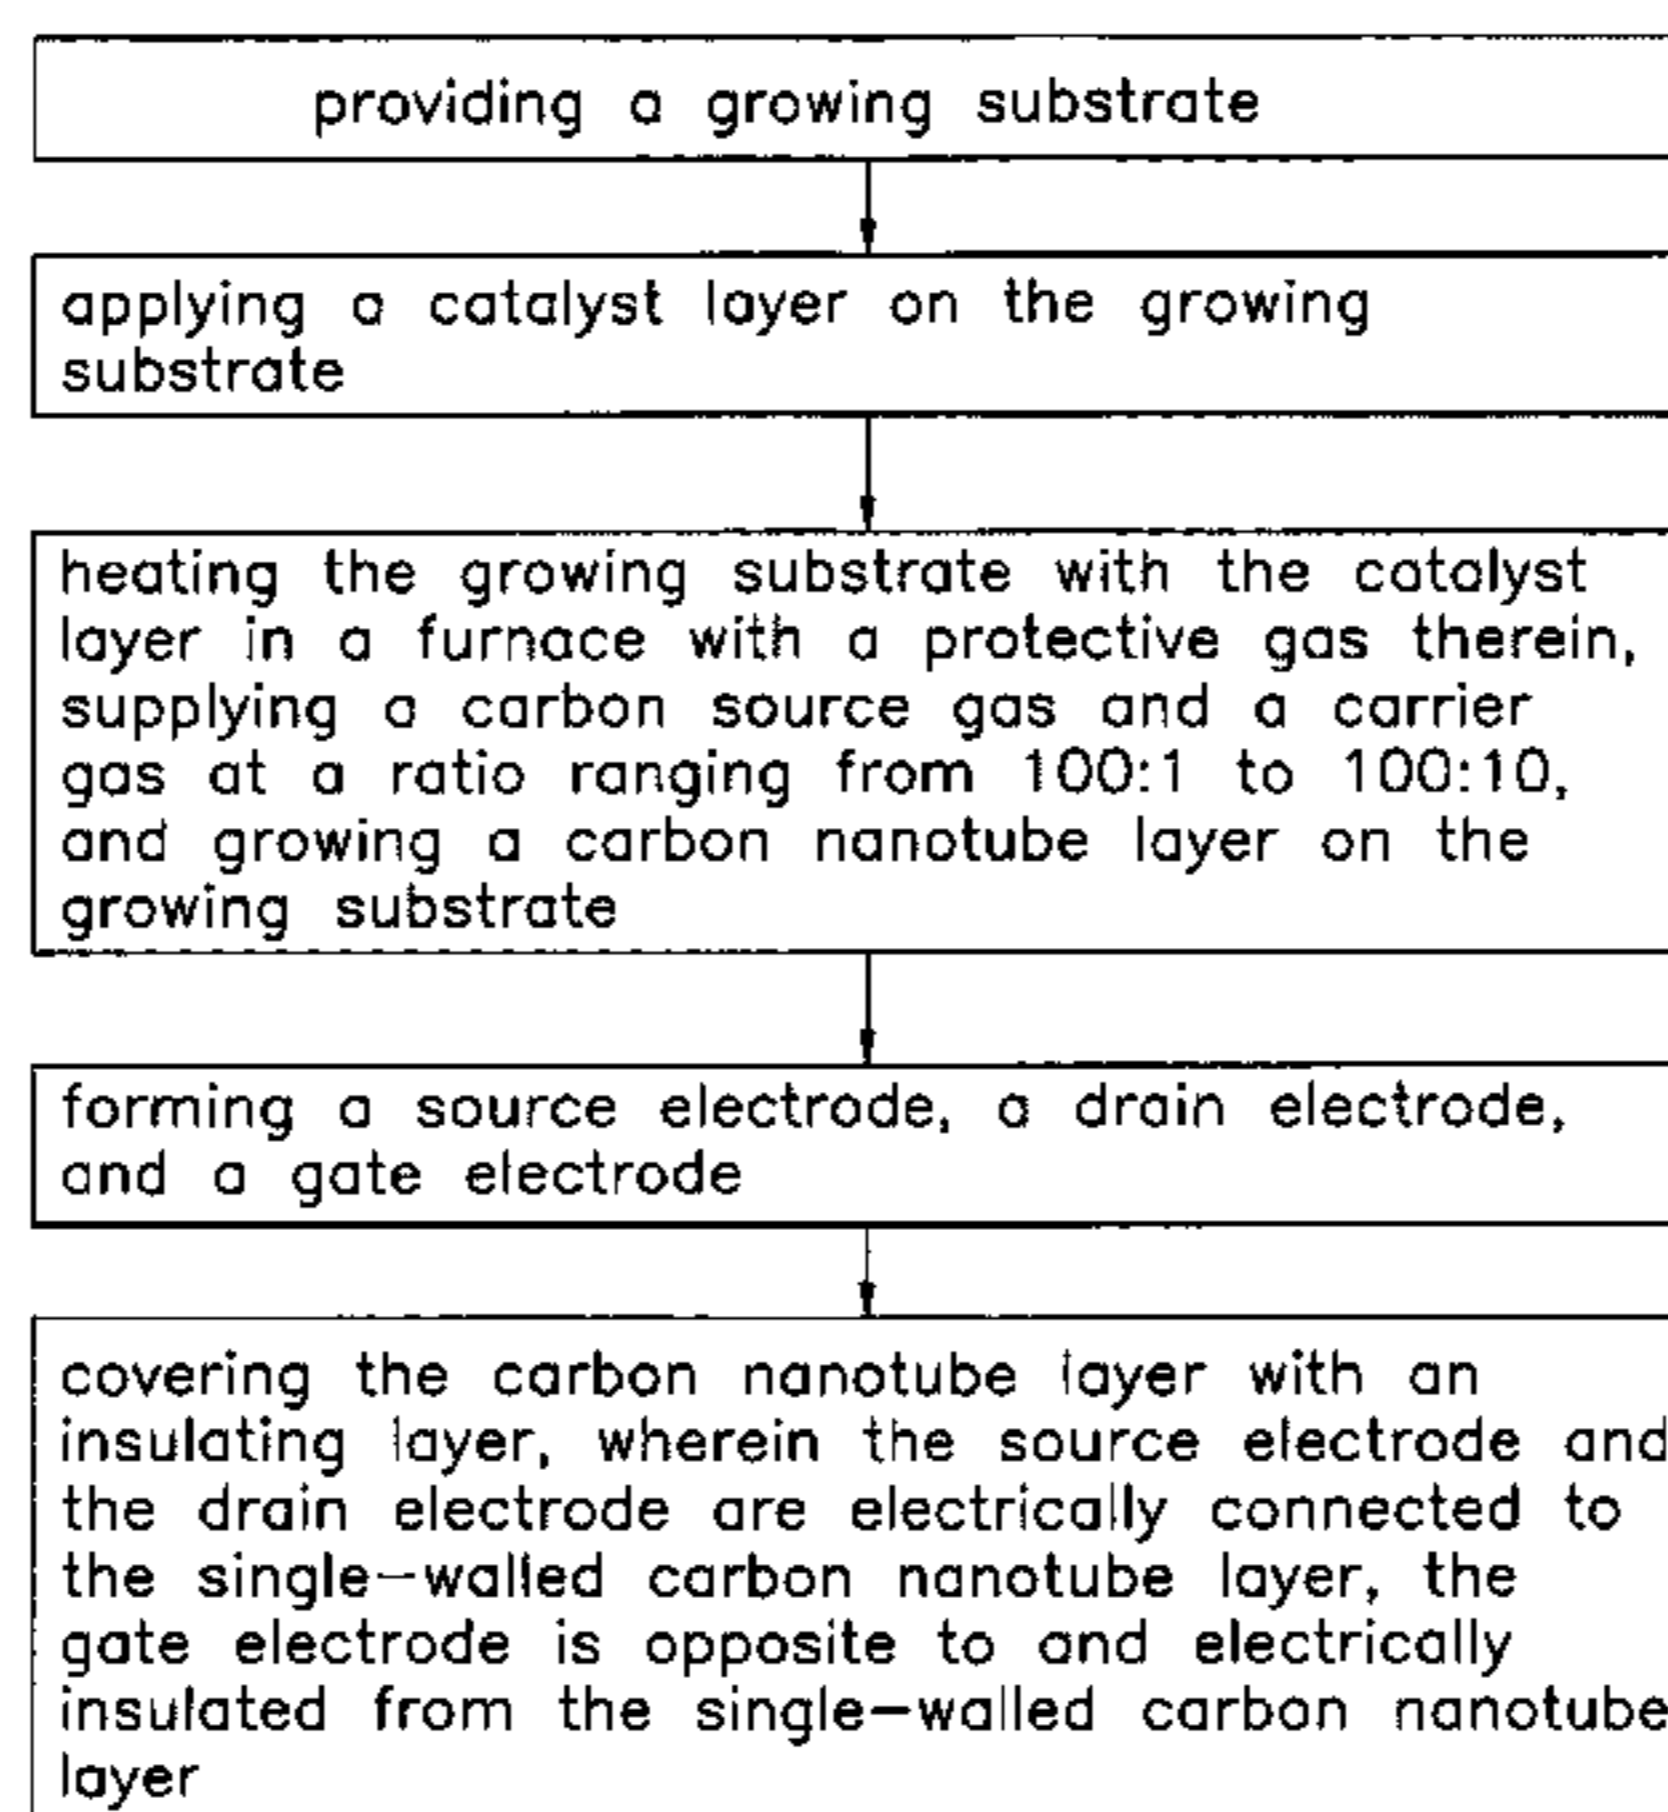 providing a growing substrate
applying a catalyst layer on the growing
substrate
heating the growing substrate with the catalyst
layer in a furnace with a protective gas therein,
supplying a carbon source gas and a carrier
gas at a ratio ranging from 100:1 to 100:10,
and growing a carbon nanotube layer on the
growing substrate
forming a source electrode, a drain electrode,
and a gate electrode
covering the carbon nanotube layer with an
insulating layer, wherein the source electrode and
the drain electrode are electrically connected to
the single-walled carbon nanotube layer, the
gate electrode is opposite to and electrically
insulated from the single-walled carbon nanotube
layer